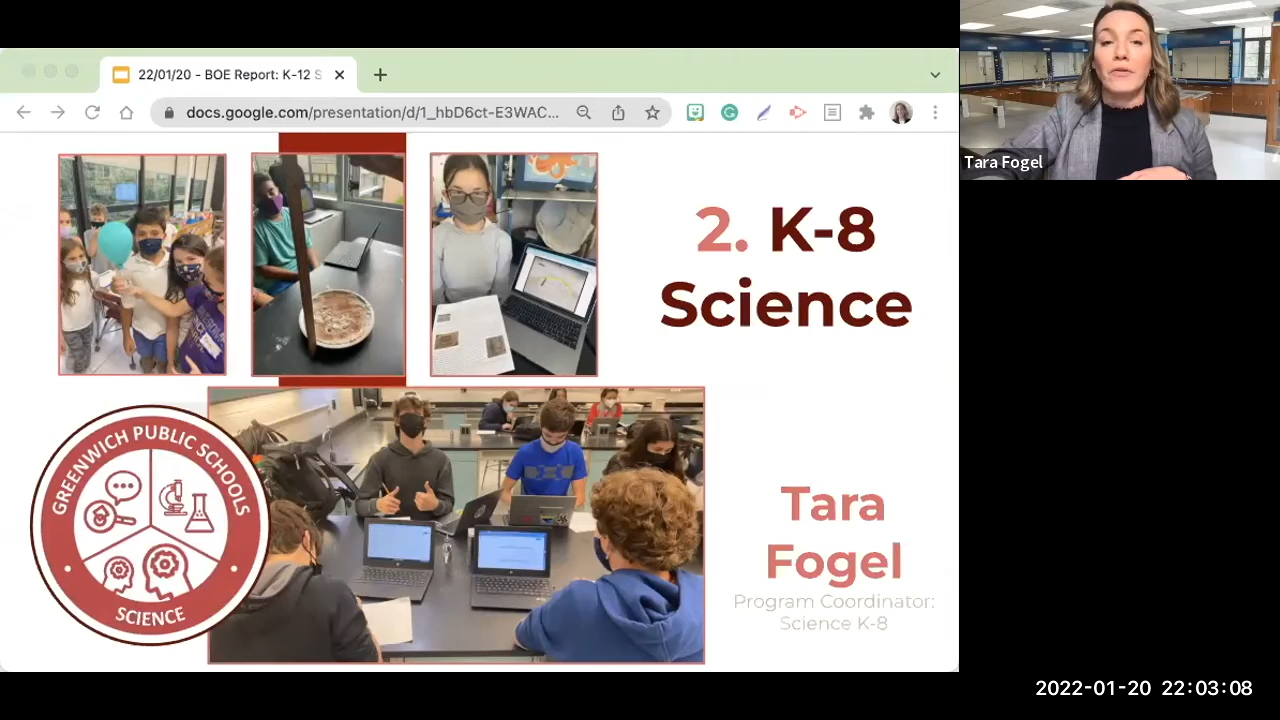 22/01/20 - BOE Report: K-12 S
docs.google.com/presentation/d/1_hbD6ct-E3WAC...
Tara Fogel
2. K-8
Science
GREENWICH PUBLIC SCHOOLS
SCIENCE
Tara
Fogel
Program Coordinator:
Science K-8
2022-01-20 22:03:08